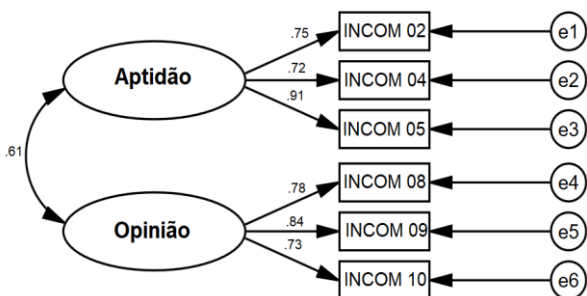 .75
INCOM 02
e1
Aptidão
.72
INCOM 04
e2
.91
INCOM 05
e3
.61
.78
INCOM 08
e4
Opinião
.84
INCOM 09
e5
.73
INCOM 10
e6